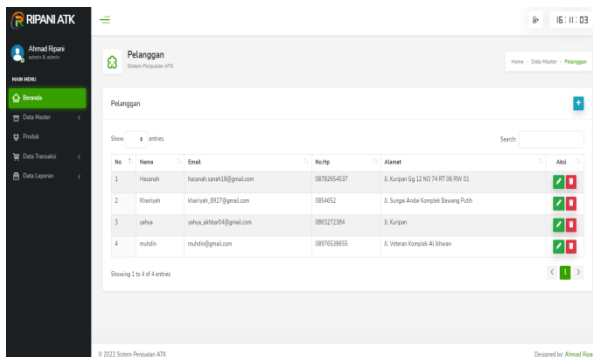 RIPANI ATK
16 : 11 : 03
Ahmad Ripani
admin & admin
Pelanggan
Sistem Penjualan ATK
Home - Data Master - Pelanggan
MAIN MENU
Beranda
Data Master
Produk
Data Transaksi
Data Laporan
Pelanggan
Show entries
Search:
No Nama Email No.Hp Alamat Aksi
1 Hasanah hasanah.sanah18@gmail.com 08782654537 Jl. Kuripan Gg 12 NO 74 RT 06 RW 01
2 Khairiyah khairiyah_8927@gmail.com 0854652 Jl. Sungai Andai Komplek Bawang Putih
3 yahya yahya_akhbar04@gmail.com 0863272384 Jl. Kuripan
4 muhdin muhdin@gmail.com 08976538655 Jl. Veteran Komplek Al Ikhwan
Showing 1 to 4 of 4 entries
1
© 2022 Sistem Penjualan ATK
Designed by: Ahmad Ripa